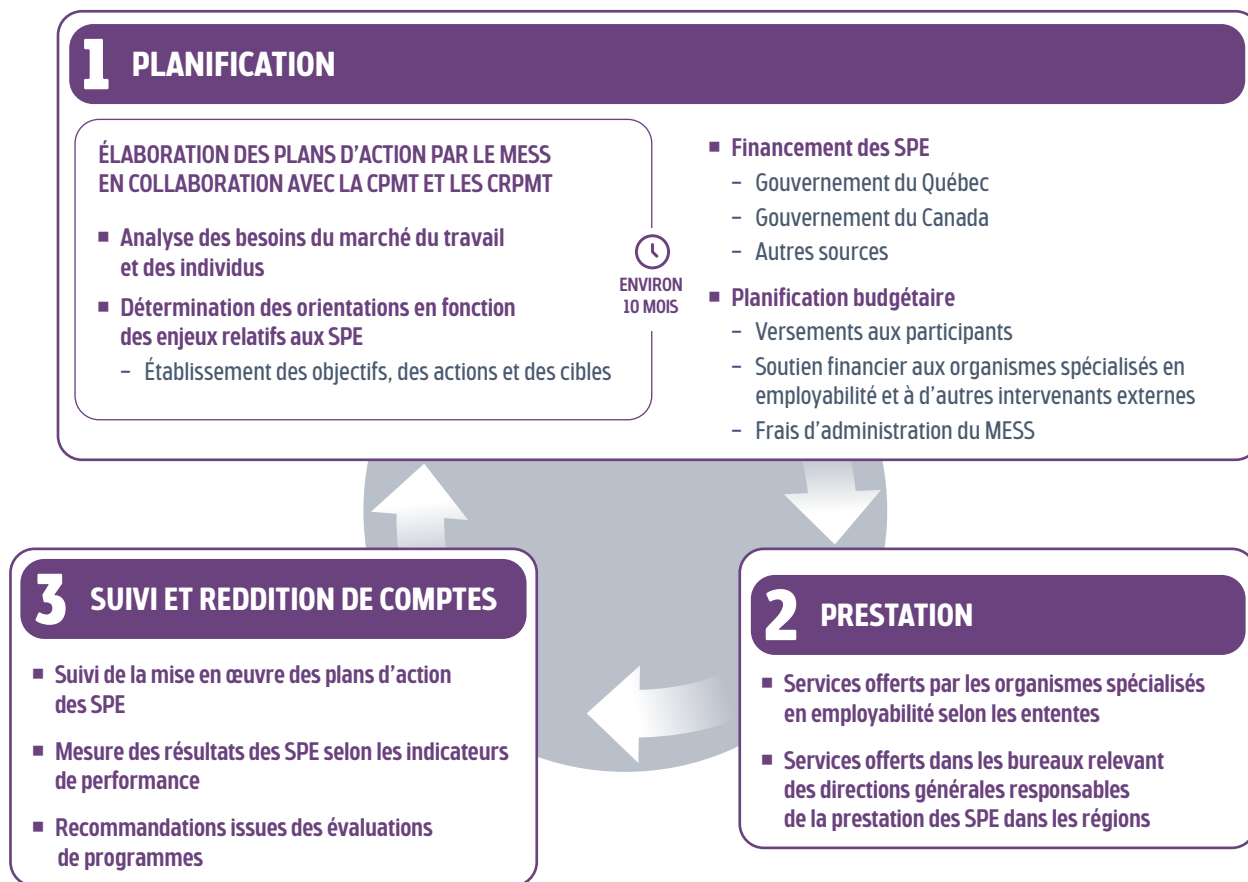 1 PLANIFICATION
ÉLABORATION DES PLANS D'ACTION PAR LE MESS
EN COLLABORATION AVEC LA CPMT ET LES CRPMT
■ Analyse des besoins du marché du travail
et des individus
■ Détermination des orientations en fonction
des enjeux relatifs aux SPE
– Établissement des objectifs, des actions et des cibles
ENVIRON
10 MOIS
■ Financement des SPE
– Gouvernement du Québec
– Gouvernement du Canada
– Autres sources
■ Planification budgétaire
– Versements aux participants
– Soutien financier aux organismes spécialisés en
employabilité et à d'autres intervenants externes
– Frais d'administration du MESS
2 PRESTATION
■ Services offerts par les organismes spécialisés
en employabilité selon les ententes
■ Services offerts dans les bureaux relevant
des directions générales responsables
de la prestation des SPE dans les régions
3 SUIVI ET REDDITION DE COMPTES
■ Suivi de la mise en œuvre des plans d'action
des SPE
■ Mesure des résultats des SPE selon les indicateurs
de performance
■ Recommandations issues des évaluations
de programmes